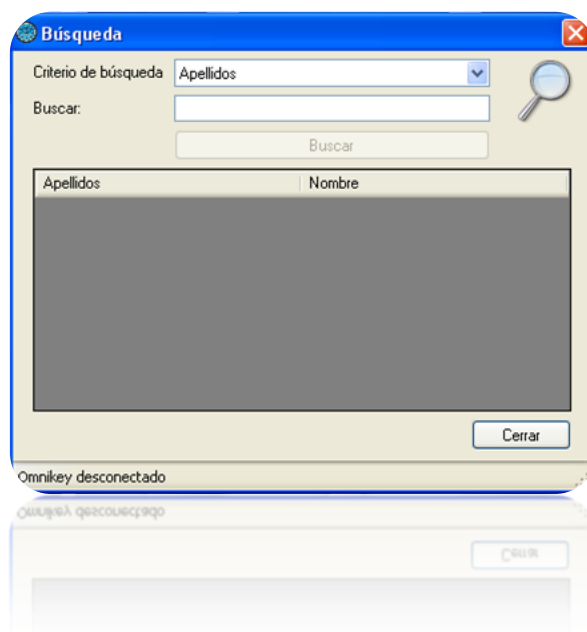 Búsqueda
Criterio de búsqueda Apellidos
Buscar:
Buscar
Apellidos Nombre
Cerrar
Omnikey desconectado